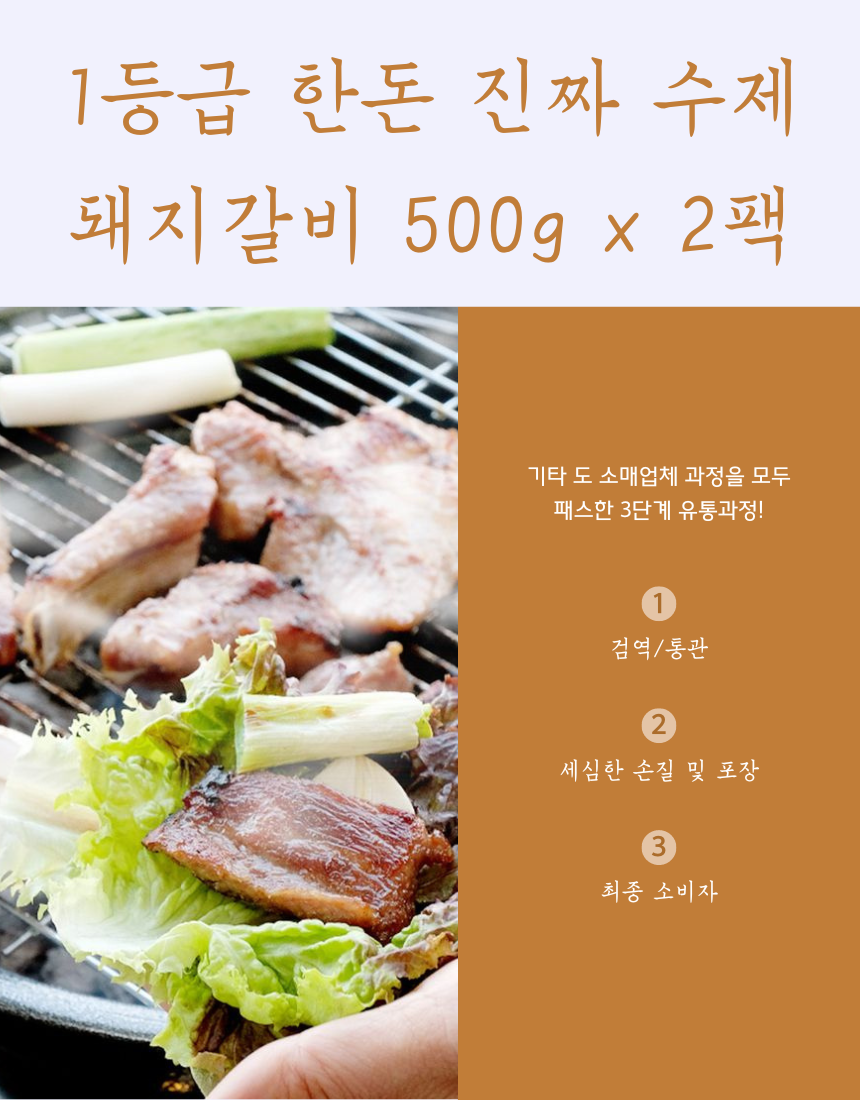 1등급 한돈 진짜 수제
돼지갈비 500g x 2팩
기타 도 소매업체 과정을 모두
패스한 3단계 유통과정!
1
검역/통관
2
세심한 손질 및 포장
3
최종 소비자